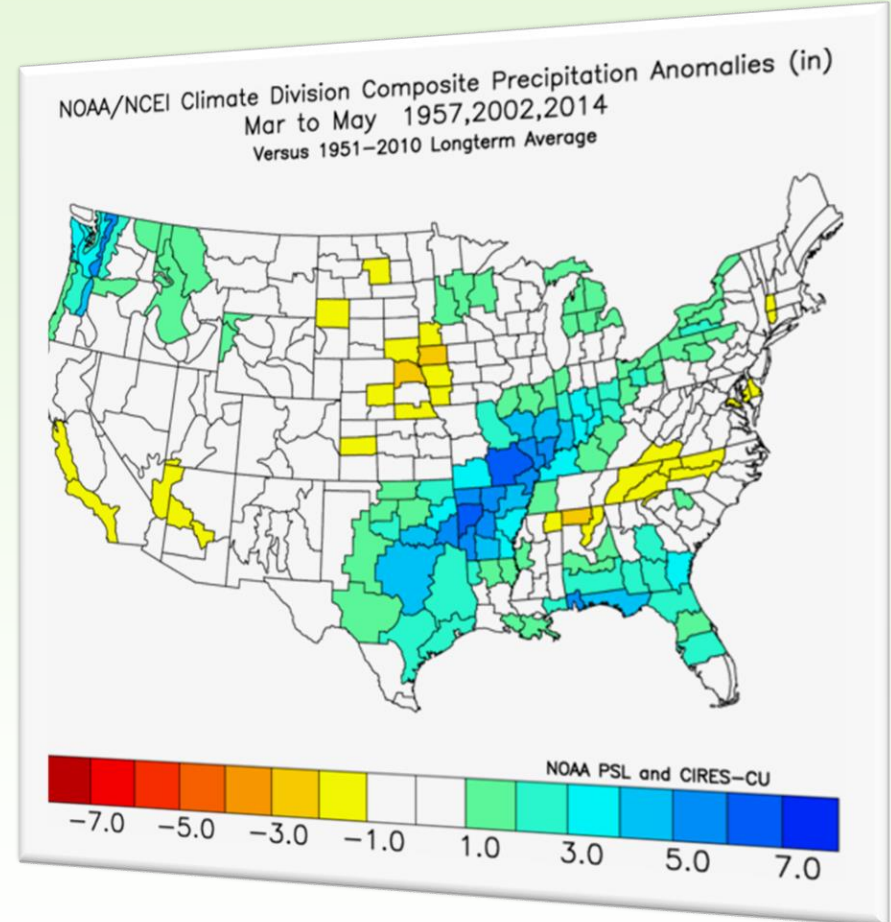 NOAA/NCEI Climate Division Composite Precipitation Anomalies (in)
Mar to May 1957,2002,2014
Versus 1951-2010 Longterm Average
NOAA PSL and CIRES-CU
-7.0 -5.0 -3.0 -1.0 1.0 3.0 5.0 7.0